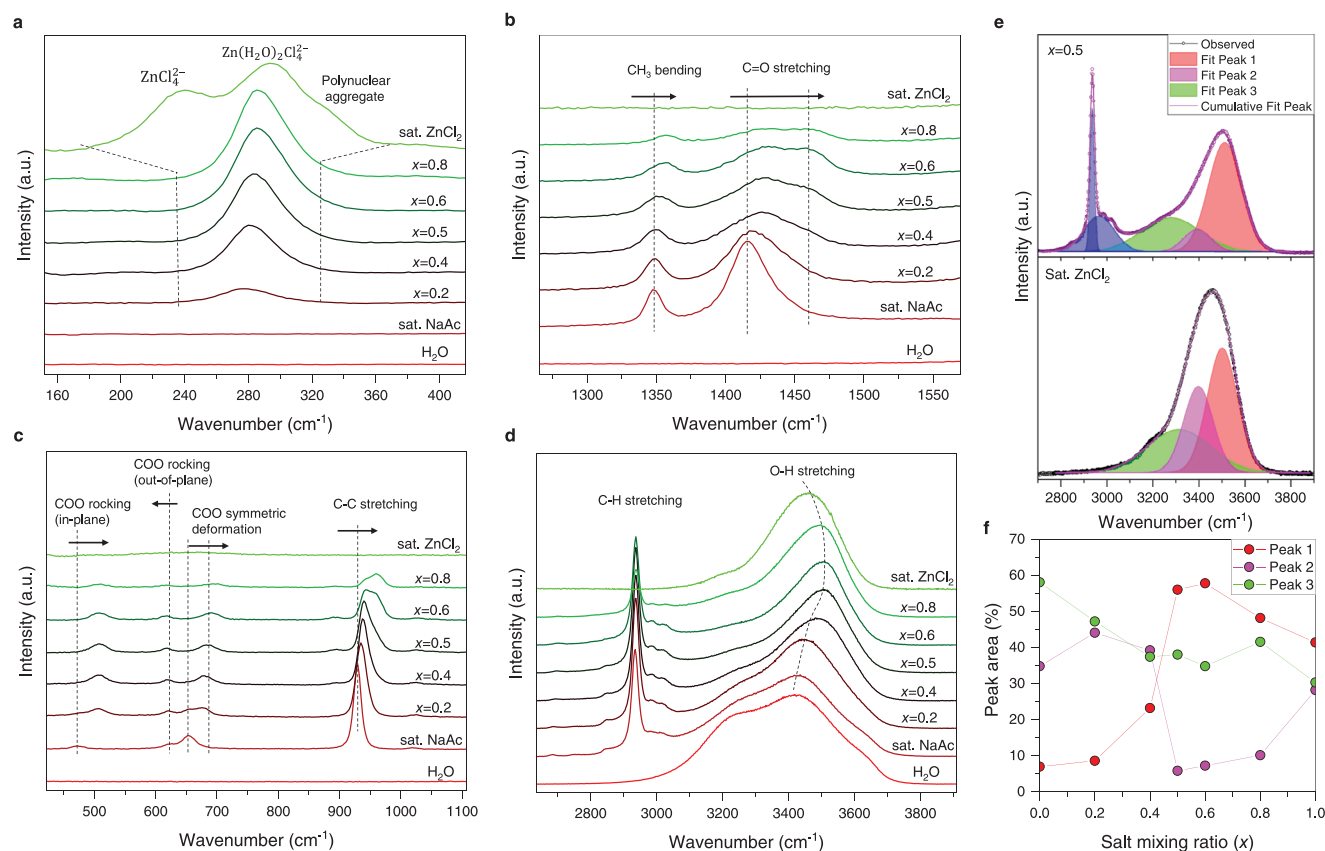 a
ZnCl₄²⁻
Zn(H₂O)₂Cl₄²⁻
Polynuclear
aggregate
sat. ZnCl₂
x=0.8
x=0.6
x=0.5
x=0.4
x=0.2
sat. NaAc
H₂O
Intensity (a.u.)
160 200 240 280 320 360 400
Wavenumber (cm⁻¹)
b
CH₃ bending
C=O stretching
sat. ZnCl₂
x=0.8
x=0.6
x=0.5
x=0.4
x=0.2
sat. NaAc
H₂O
Intensity (a.u.)
1300 1350 1400 1450 1500 1550
Wavenumber (cm⁻¹)
c
COO rocking
(out-of-plane)
COO rocking
(in-plane)
COO symmetric
deformation
C-C stretching
sat. ZnCl₂
x=0.8
x=0.6
x=0.5
x=0.4
x=0.2
sat. NaAc
H₂O
Intensity (a.u.)
500 600 700 800 900 1000 1100
Wavenumber (cm⁻¹)
d
O-H stretching
C-H stretching
sat. ZnCl₂
x=0.8
x=0.6
x=0.5
x=0.4
x=0.2
sat. NaAc
H₂O
Intensity (a.u.)
2800 3000 3200 3400 3600 3800
Wavenumber (cm⁻¹)
e
x=0.5
Observed
Fit Peak 1
Fit Peak 2
Fit Peak 3
Cumulative Fit Peak
Sat. ZnCl₂
Intensity (a.u.)
2800 3000 3200 3400 3600 3800
Wavenumber (cm⁻¹)
f
Peak 1
Peak 2
Peak 3
70
60
50
40
30
20
10
0
Peak area (%)
0.0 0.2 0.4 0.6 0.8 1.0
Salt mixing ratio (x)